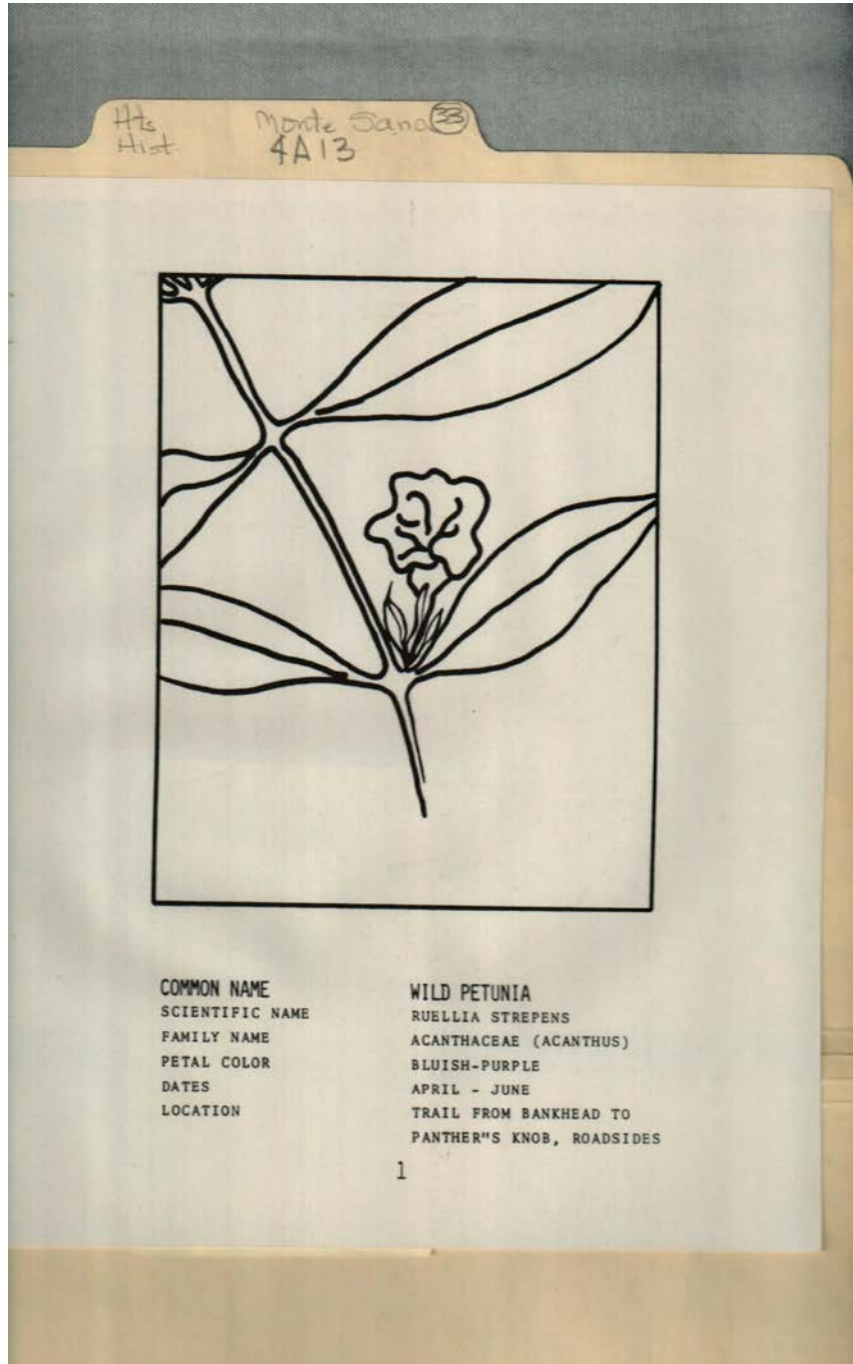 Hts Monte Sano 33
Hist. 4A13
COMMON NAME WILD PETUNIA
SCIENTIFIC NAME RUELLIA STREPENS
FAMILY NAME ACANTHACEAE (ACANTHUS)
PETAL COLOR BLUISH-PURPLE
DATES APRIL - JUNE
LOCATION TRAIL FROM BANKHEAD TO
PANTHER"S KNOB, ROADSIDES
1